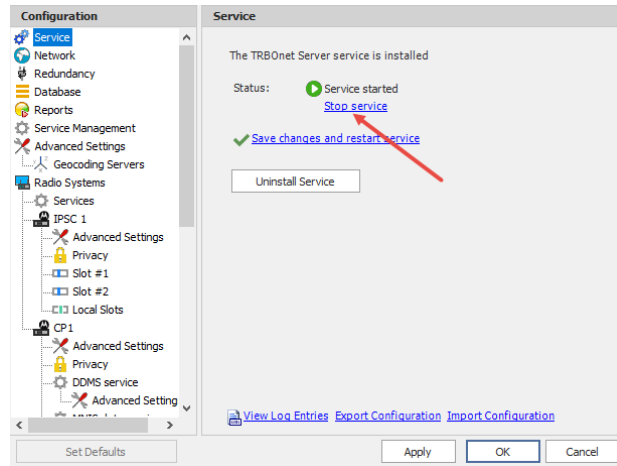 Configuration
Service
Network
Redundancy
Database
Reports
Service Management
Advanced Settings
Geocoding Servers
Radio Systems
Services
IPSC 1
Advanced Settings
Privacy
Slot #1
Slot #2
Local Slots
CP1
Advanced Settings
Privacy
DDMS service
Advanced Setting
Set Defaults
Service
The TRBOnet Server service is installed
Status:
Service started
Stop service
Save changes and restart service
Uninstall Service
View Log Entries Export Configuration Import Configuration
Apply
OK
Cancel